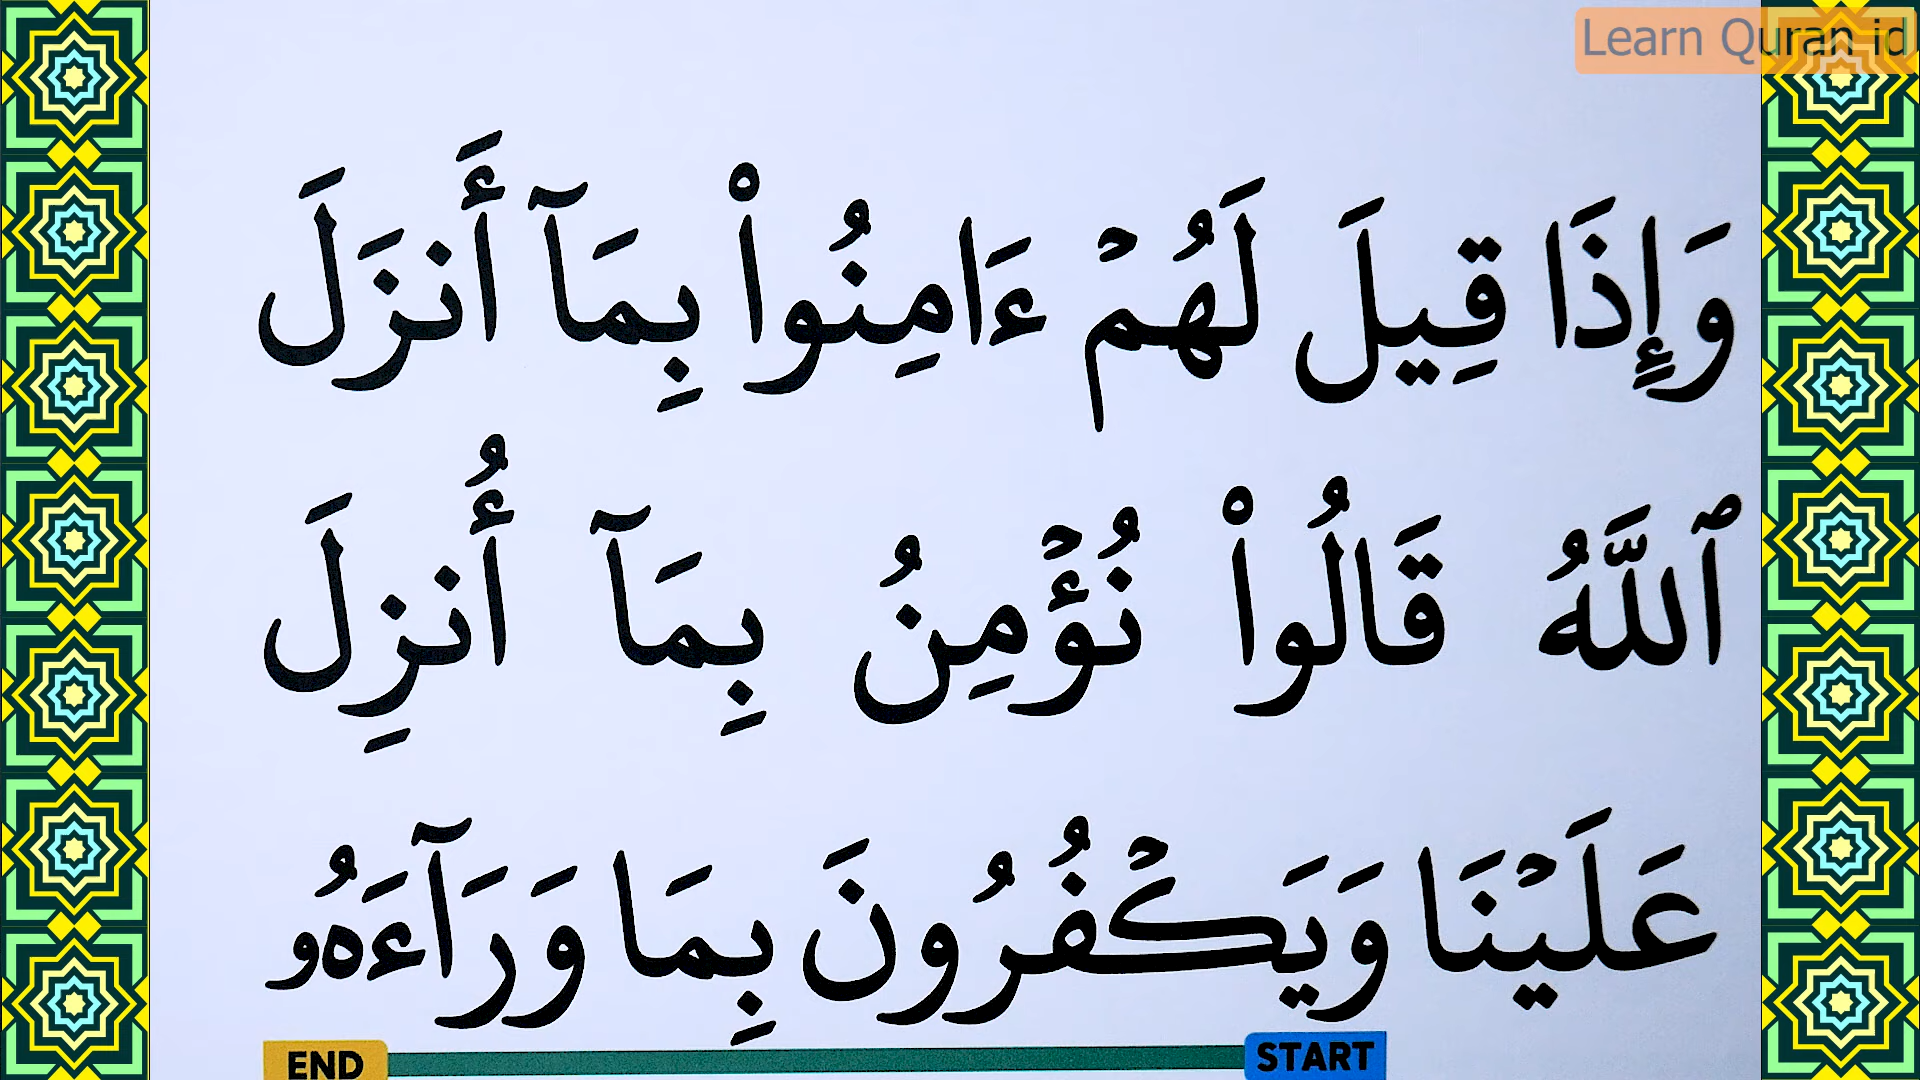 Learn Quran id
وَإِذَا قِيلَ لَهُمْ ءَامِنُوا۟ بِمَآ أَنزَلَ
ٱللَّهُ قَالُوا۟ نُؤْمِنُ بِمَآ أُنزِلَ
عَلَيْنَا وَيَكْفُرُونَ بِمَا وَرَآءَهُۥ
END START